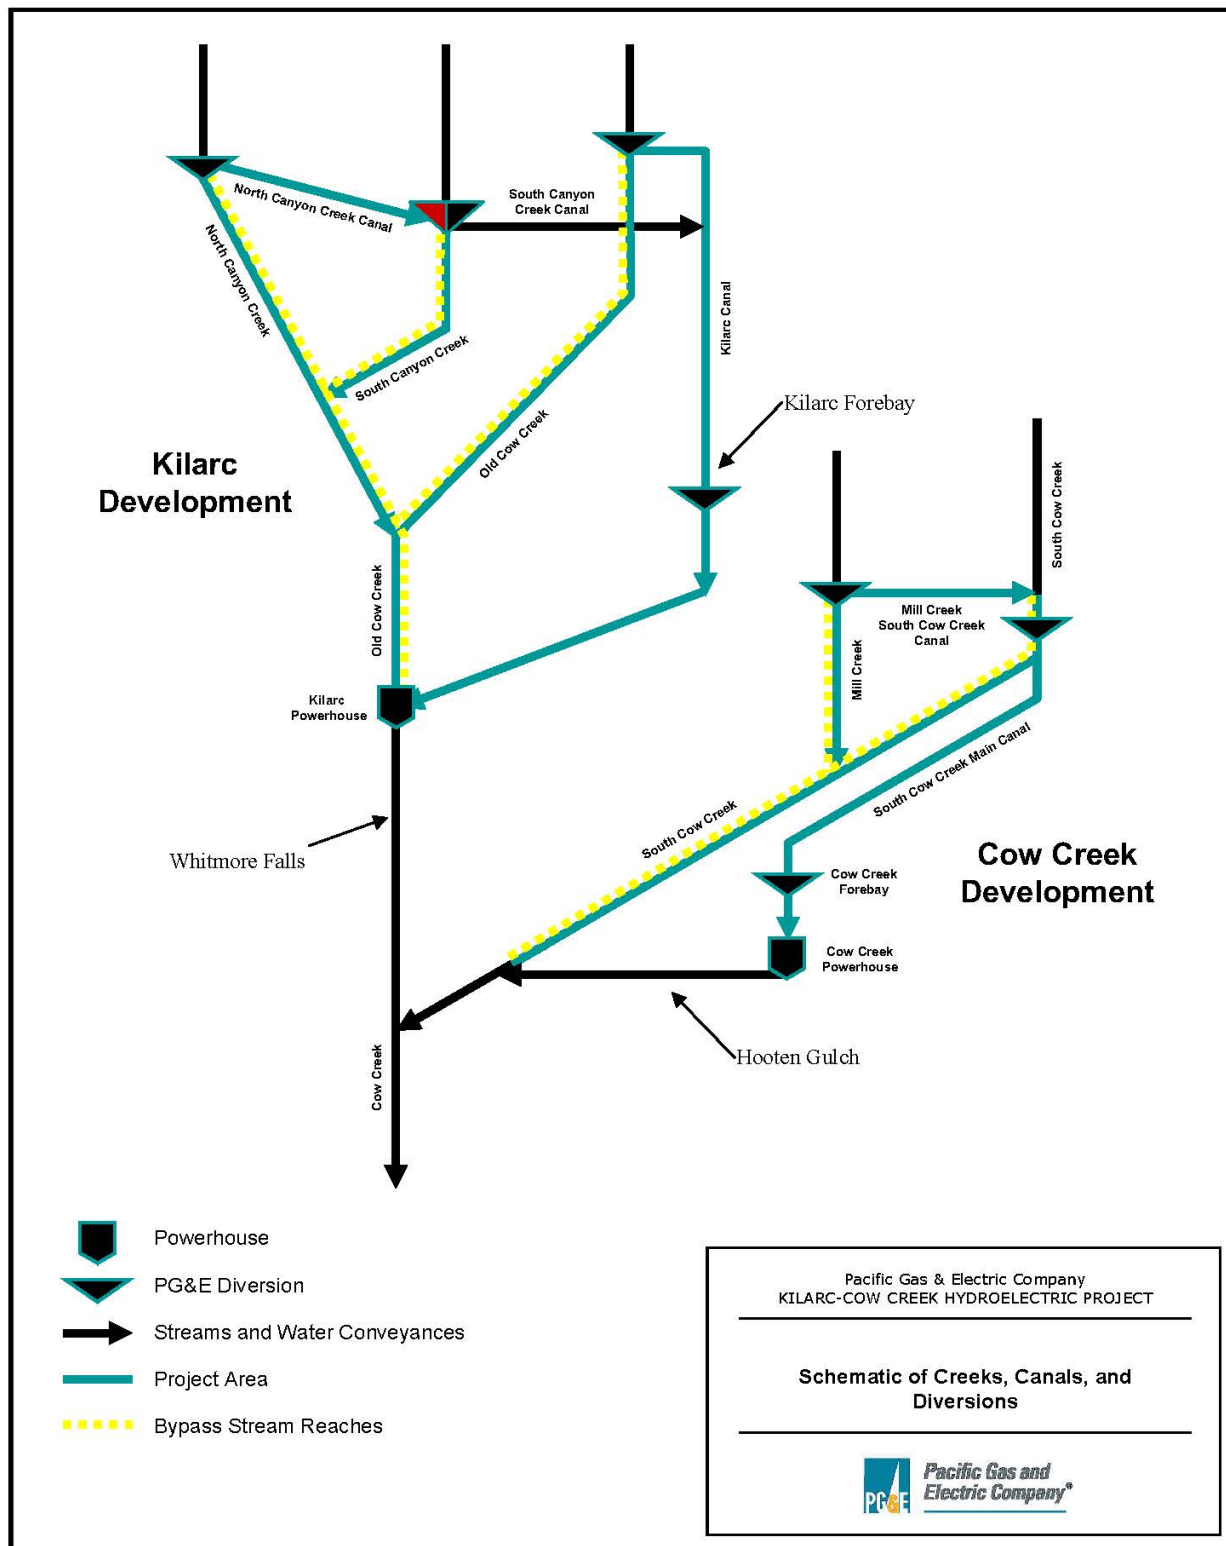 North Canyon Creek Canal
South Canyon
Creek Canal
North Canyon Creek
South Canyon Creek
Kilarc Canal
Kilarc Forebay
Old Cow Creek
Kilarc
Development
South Cow Creek
Old Cow Creek
Mill Creek
South Cow Creek
Canal
Mill Creek
Kilarc
Powerhouse
South Cow Creek Main Canal
South Cow Creek
Whitmore Falls
Cow Creek
Development
Cow Creek
Forebay
Cow Creek
Powerhouse
Hooten Gulch
Cow Creek
Powerhouse
PG&E Diversion
Streams and Water Conveyances
Project Area
Bypass Stream Reaches
Pacific Gas & Electric Company
KILARC-COW CREEK HYDROELECTRIC PROJECT
Schematic of Creeks, Canals, and
Diversions
PG&E
Pacific Gas and
Electric Company®